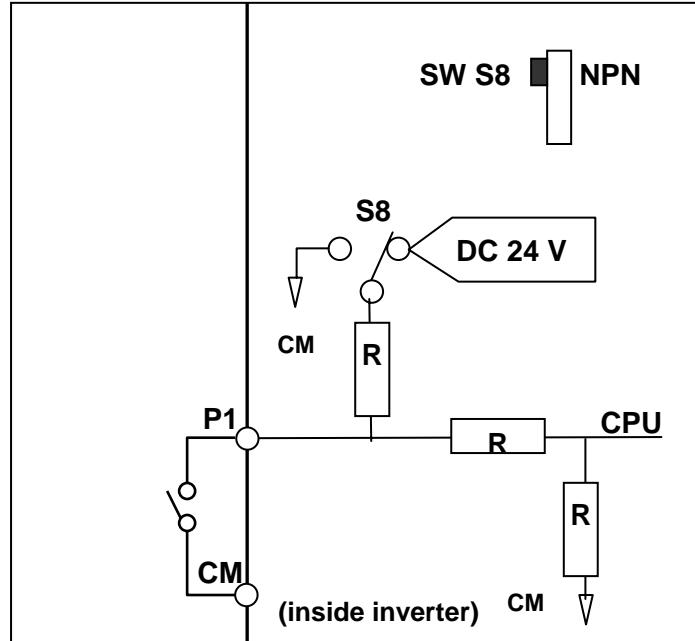 SW S8 NPN
S8
DC 24 V
CM
R
P1
R
CPU
R
CM
(inside inverter)
CM